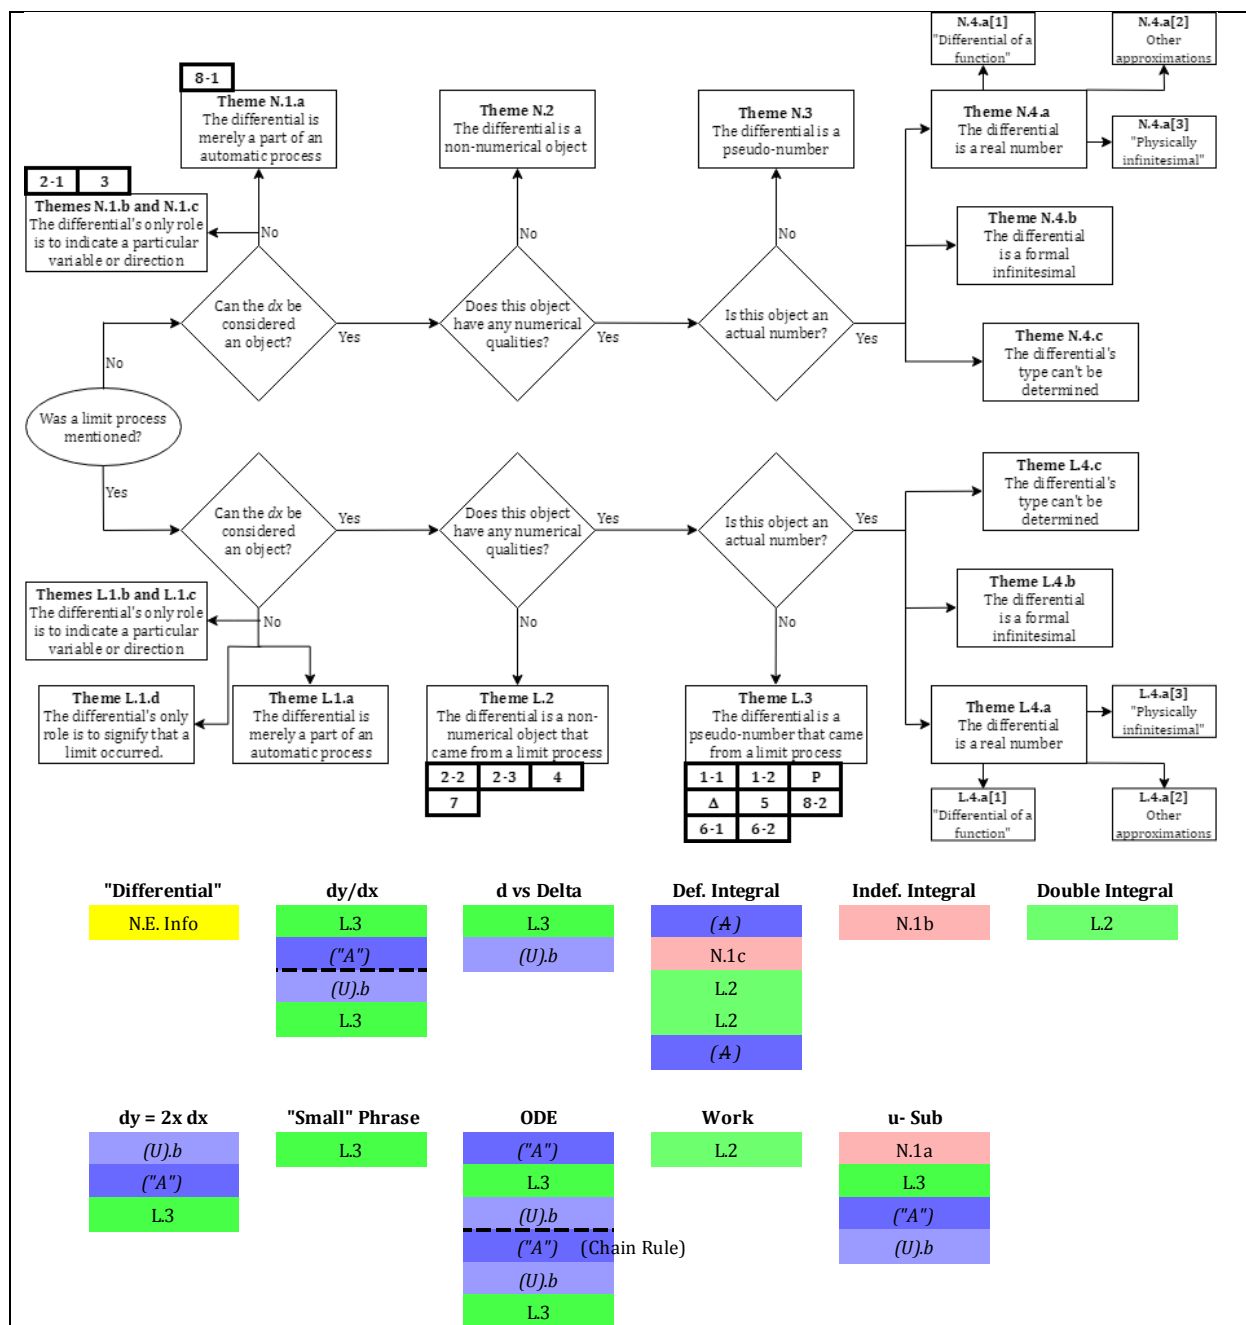 N.4.a[1]
"Differential of a
function"
N.4.a[2]
Other
approximations
8-1
Theme N.1.a
The differential is
merely a part of an
automatic process
Theme N.2
The differential is a
non-numerical object
Theme N.3
The differential is a
pseudo-number
Theme N.4.a
The differential
is a real number
N.4.a[3]
"Physically
infinitesimal"
2-1 3
Themes N.1.b and N.1.c
The differential's only role
is to indicate a particular
variable or direction
No
No
No
Theme N.4.b
The differential
is a formal
infinitesimal
Can the dx be
considered
an object?
Yes
Does this object
have any numerical
qualities?
Yes
Is this object an
actual number?
Yes
Theme N.4.c
The differential's
type can't be
determined
No
Was a limit process
mentioned?
Yes
Can the dx be
considered
an object?
Yes
Does this object
have any numerical
qualities?
Yes
Is this object an
actual number?
Yes
Theme L.4.c
The differential's
type can't be
determined
Themes L.1.b and L.1.c
The differential's only role
is to indicate a particular
variable or direction
No
No
No
Theme L.4.b
The differential
is a formal
infinitesimal
Theme L.1.d
The differential's only
role is to signify that a
limit occurred.
Theme L.1.a
The differential is
merely a part of an
automatic process
Theme L.2
The differential is a non-
numerical object that
came from a limit process
2-2 2-3 4
7
Theme L.3
The differential is a
pseudo-number that came
from a limit process
1-1 1-2 P
Δ 5 8-2
6-1 6-2
Theme L.4.a
The differential
is a real number
L.4.a[3]
"Physically
infinitesimal"
L.4.a[1]
"Differential of a
function"
L.4.a[2]
Other
approximations
"Differential"
N.E. Info
dy/dx
L.3
("A")
(U).b
L.3
d vs Delta
L.3
(U).b
Def. Integral
(A)
N.1c
L.2
L.2
(A)
Indef. Integral
N.1b
Double Integral
L.2
dy = 2x dx
(U).b
("A")
L.3
"Small" Phrase
L.3
ODE
("A")
L.3
(U).b
("A") (Chain Rule)
(U).b
L.3
Work
L.2
u- Sub
N.1a
L.3
("A")
(U).b